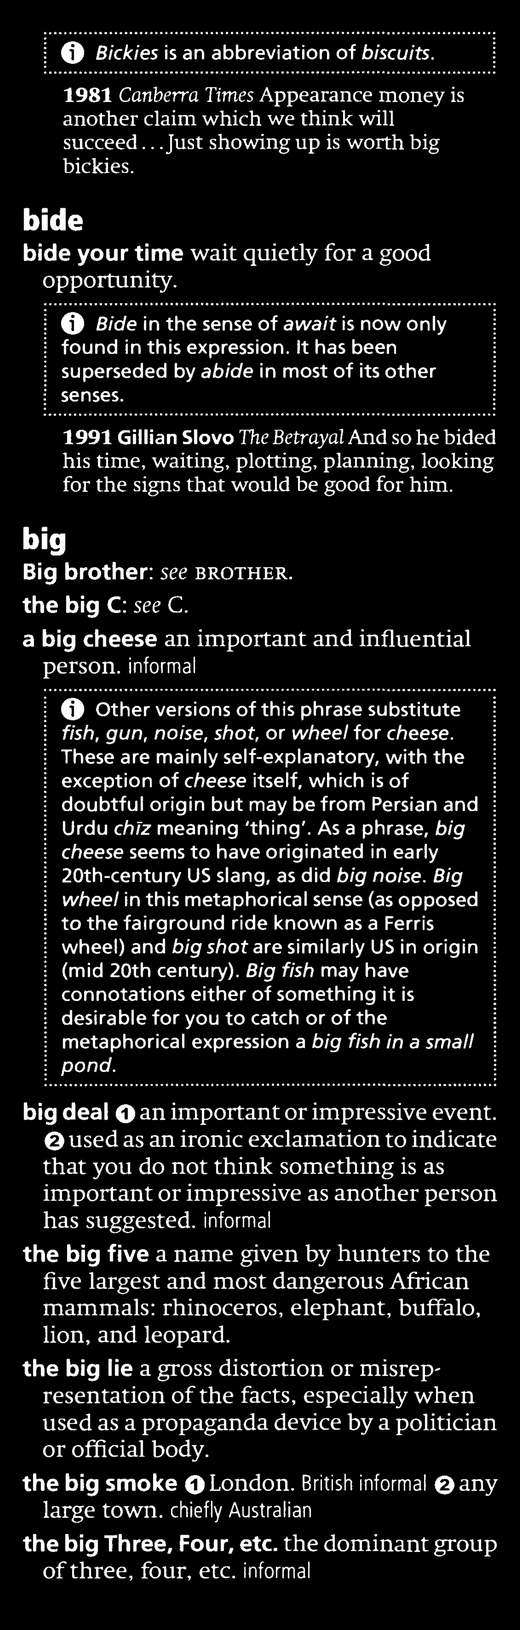 ⓘ Bickies is an abbreviation of biscuits.
1981 Canberra Times Appearance money is
another claim which we think will
succeed...Just showing up is worth big
bickies.
bide
bide your time wait quietly for a good
opportunity.
ⓘ Bide in the sense of await is now only
found in this expression. It has been
superseded by abide in most of its other
senses.
1991 Gillian Slovo The Betrayal And so he bided
his time, waiting, plotting, planning, looking
for the signs that would be good for him.
big
Big brother: see BROTHER.
the big C: see C.
a big cheese an important and influential
person. informal
ⓘ Other versions of this phrase substitute
fish, gun, noise, shot, or wheel for cheese.
These are mainly self-explanatory, with the
exception of cheese itself, which is of
doubtful origin but may be from Persian and
Urdu chīz meaning 'thing'. As a phrase, big
cheese seems to have originated in early
20th-century US slang, as did big noise. Big
wheel in this metaphorical sense (as opposed
to the fairground ride known as a Ferris
wheel) and big shot are similarly US in origin
(mid 20th century). Big fish may have
connotations either of something it is
desirable for you to catch or of the
metaphorical expression a big fish in a small
pond.
big deal ❶ an important or impressive event.
❷ used as an ironic exclamation to indicate
that you do not think something is as
important or impressive as another person
has suggested. informal
the big five a name given by hunters to the
five largest and most dangerous African
mammals: rhinoceros, elephant, buffalo,
lion, and leopard.
the big lie a gross distortion or misrep-
resentation of the facts, especially when
used as a propaganda device by a politician
or official body.
the big smoke ❶ London. British informal ❷ any
large town. chiefly Australian
the big Three, Four, etc. the dominant group
of three, four, etc. informal